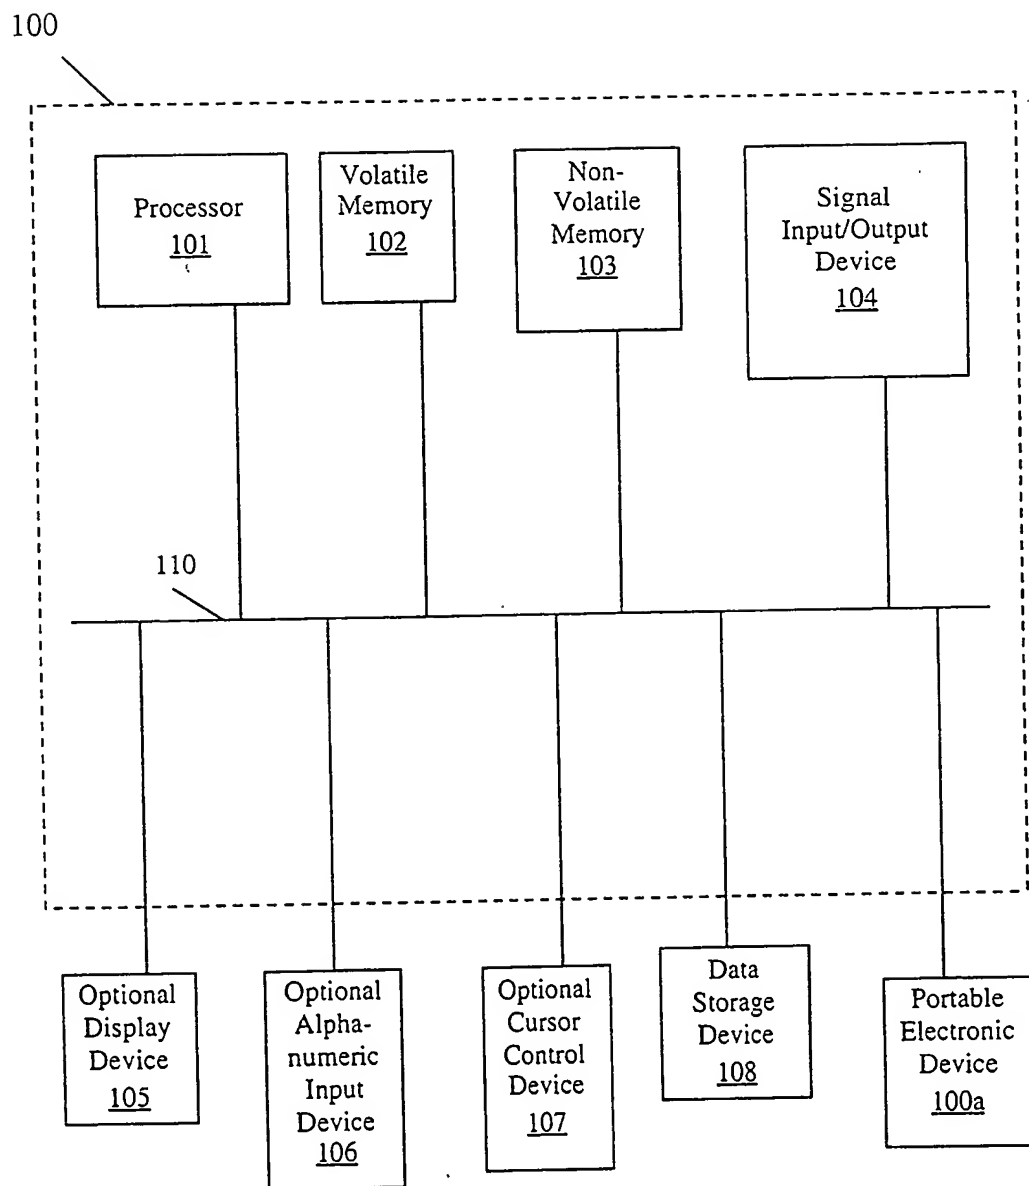 100
Processor
101
Volatile
Memory
102
Non-
Volatile
Memory
103
Signal
Input/Output
Device
104
110
Optional
Display
Device
105
Optional
Alpha-
numeric
Input
Device
106
Optional
Cursor
Control
Device
107
Data
Storage
Device
108
Portable
Electronic
Device
100a